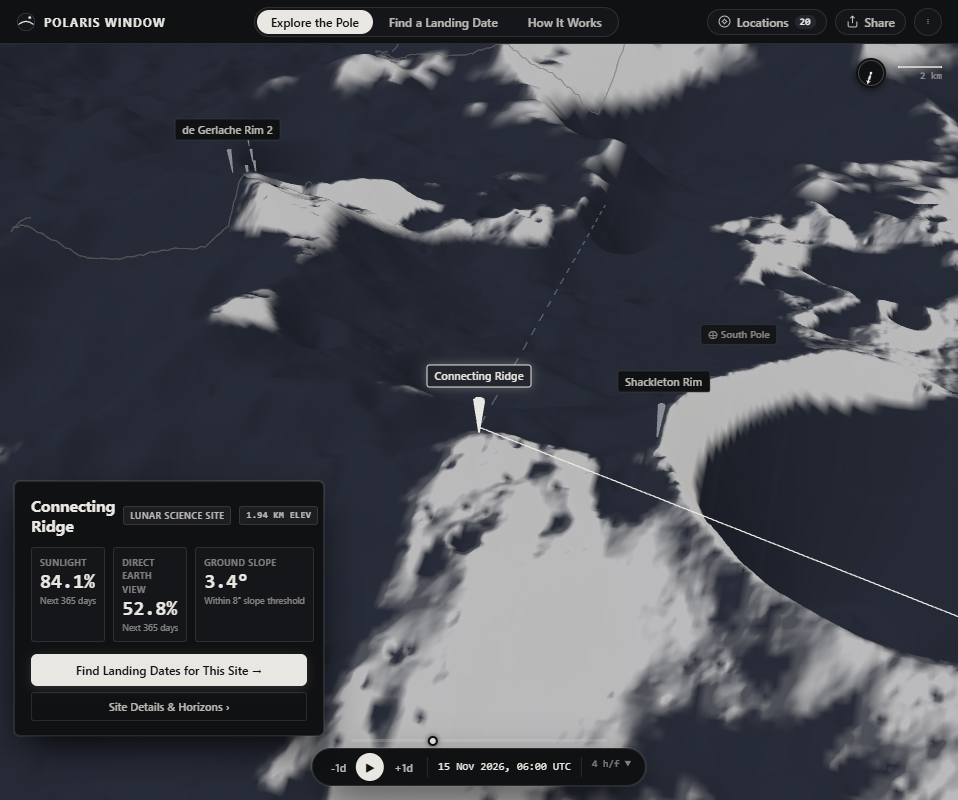 POLARIS WINDOW
Explore the Pole
Find a Landing Date
How It Works
Locations 20
Share
2 km
de Gerlache Rim 2
South Pole
Connecting Ridge
Shackleton Rim
Connecting
Ridge
LUNAR SCIENCE SITE
1.94 KM ELEV
SUNLIGHT
84.1%
Next 365 days
DIRECT
EARTH
VIEW
52.8%
Next 365 days
GROUND SLOPE
3.4°
Within 8° slope threshold
Find Landing Dates for This Site →
Site Details & Horizons ›
-1d
+1d
15 Nov 2026, 06:00 UTC
4 h/f ▼